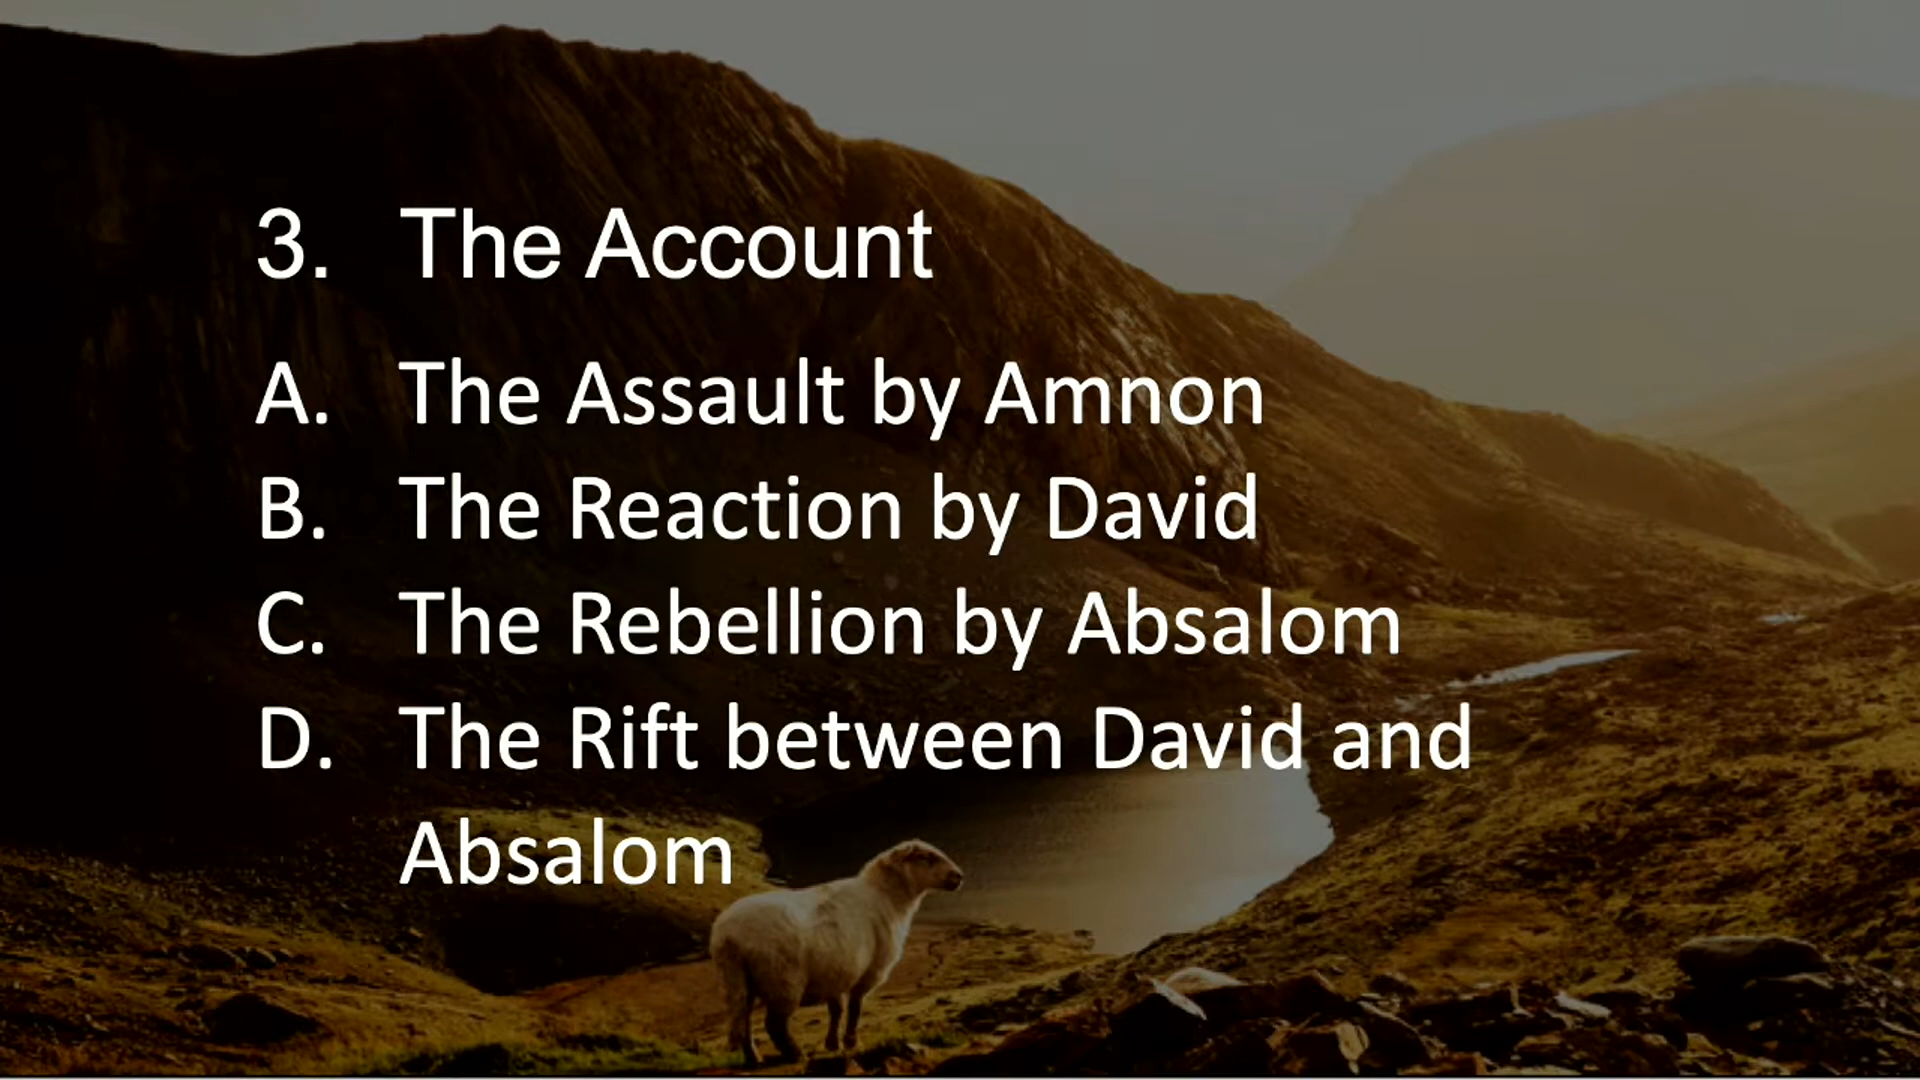 3. The Account
A. The Assault by Amnon
B. The Reaction by David
C. The Rebellion by Absalom
D. The Rift between David and
Absalom